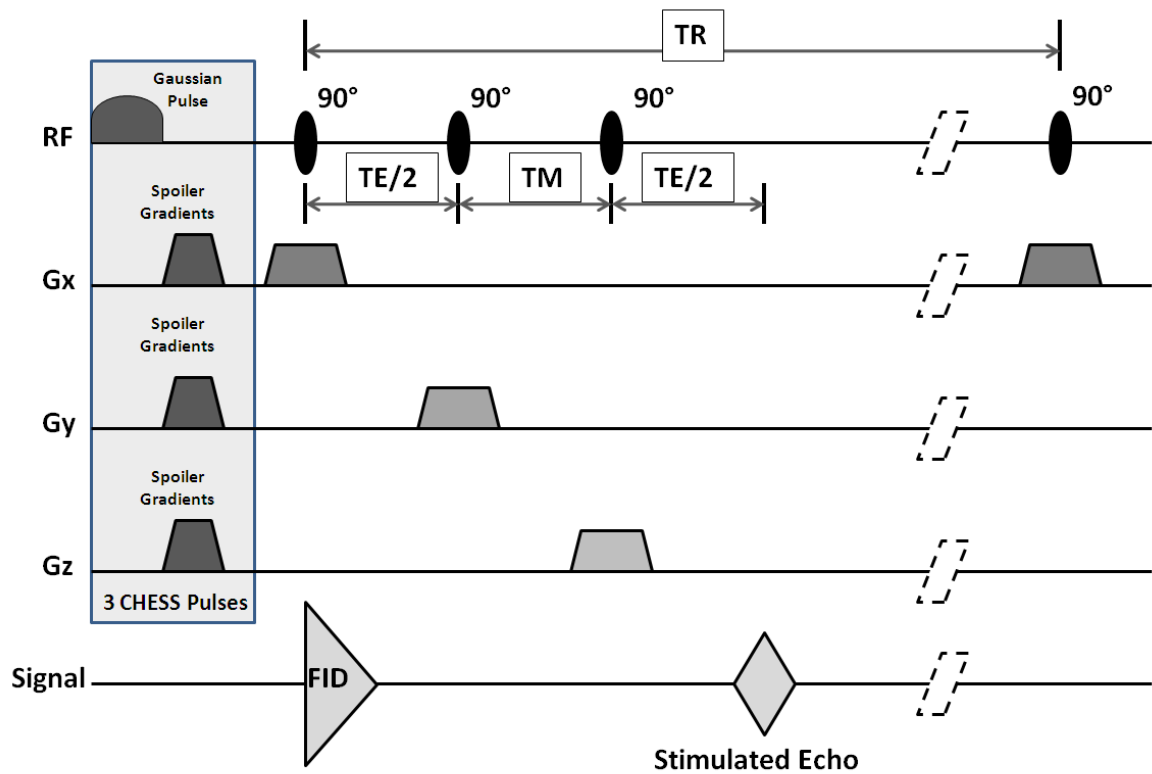 TR
Gaussian
Pulse
90°
90°
90°
90°
RF
TE/2
TM
TE/2
Spoiler
Gradients
Gx
Spoiler
Gradients
Gy
Spoiler
Gradients
Gz
3 CHESS Pulses
Signal
FID
Stimulated Echo